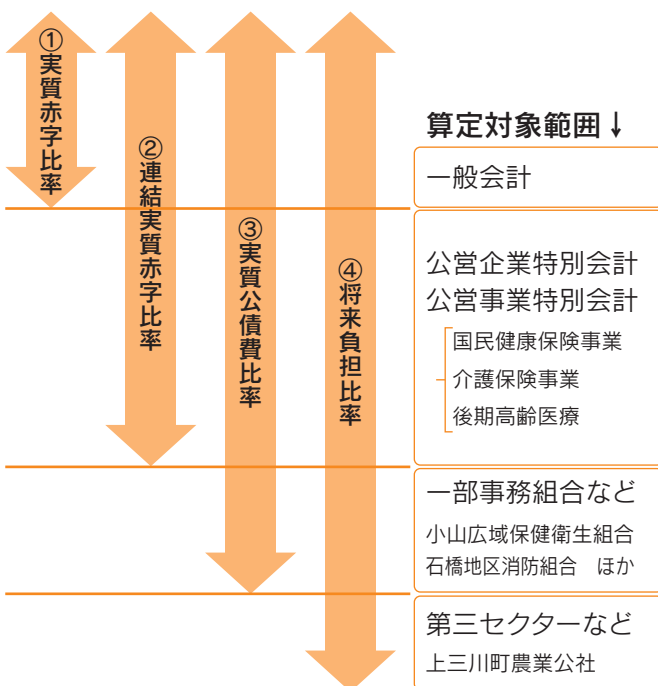 ①実質赤字比率
②連結実質赤字比率
③実質公債費比率
④将来負担比率
算定対象範囲↓
一般会計
公営企業特別会計
公営事業特別会計
国民健康保険事業
介護保険事業
後期高齢医療
一部事務組合など
小山広域保健衛生組合
石橋地区消防組合　ほか
第三セクターなど
上三川町農業公社